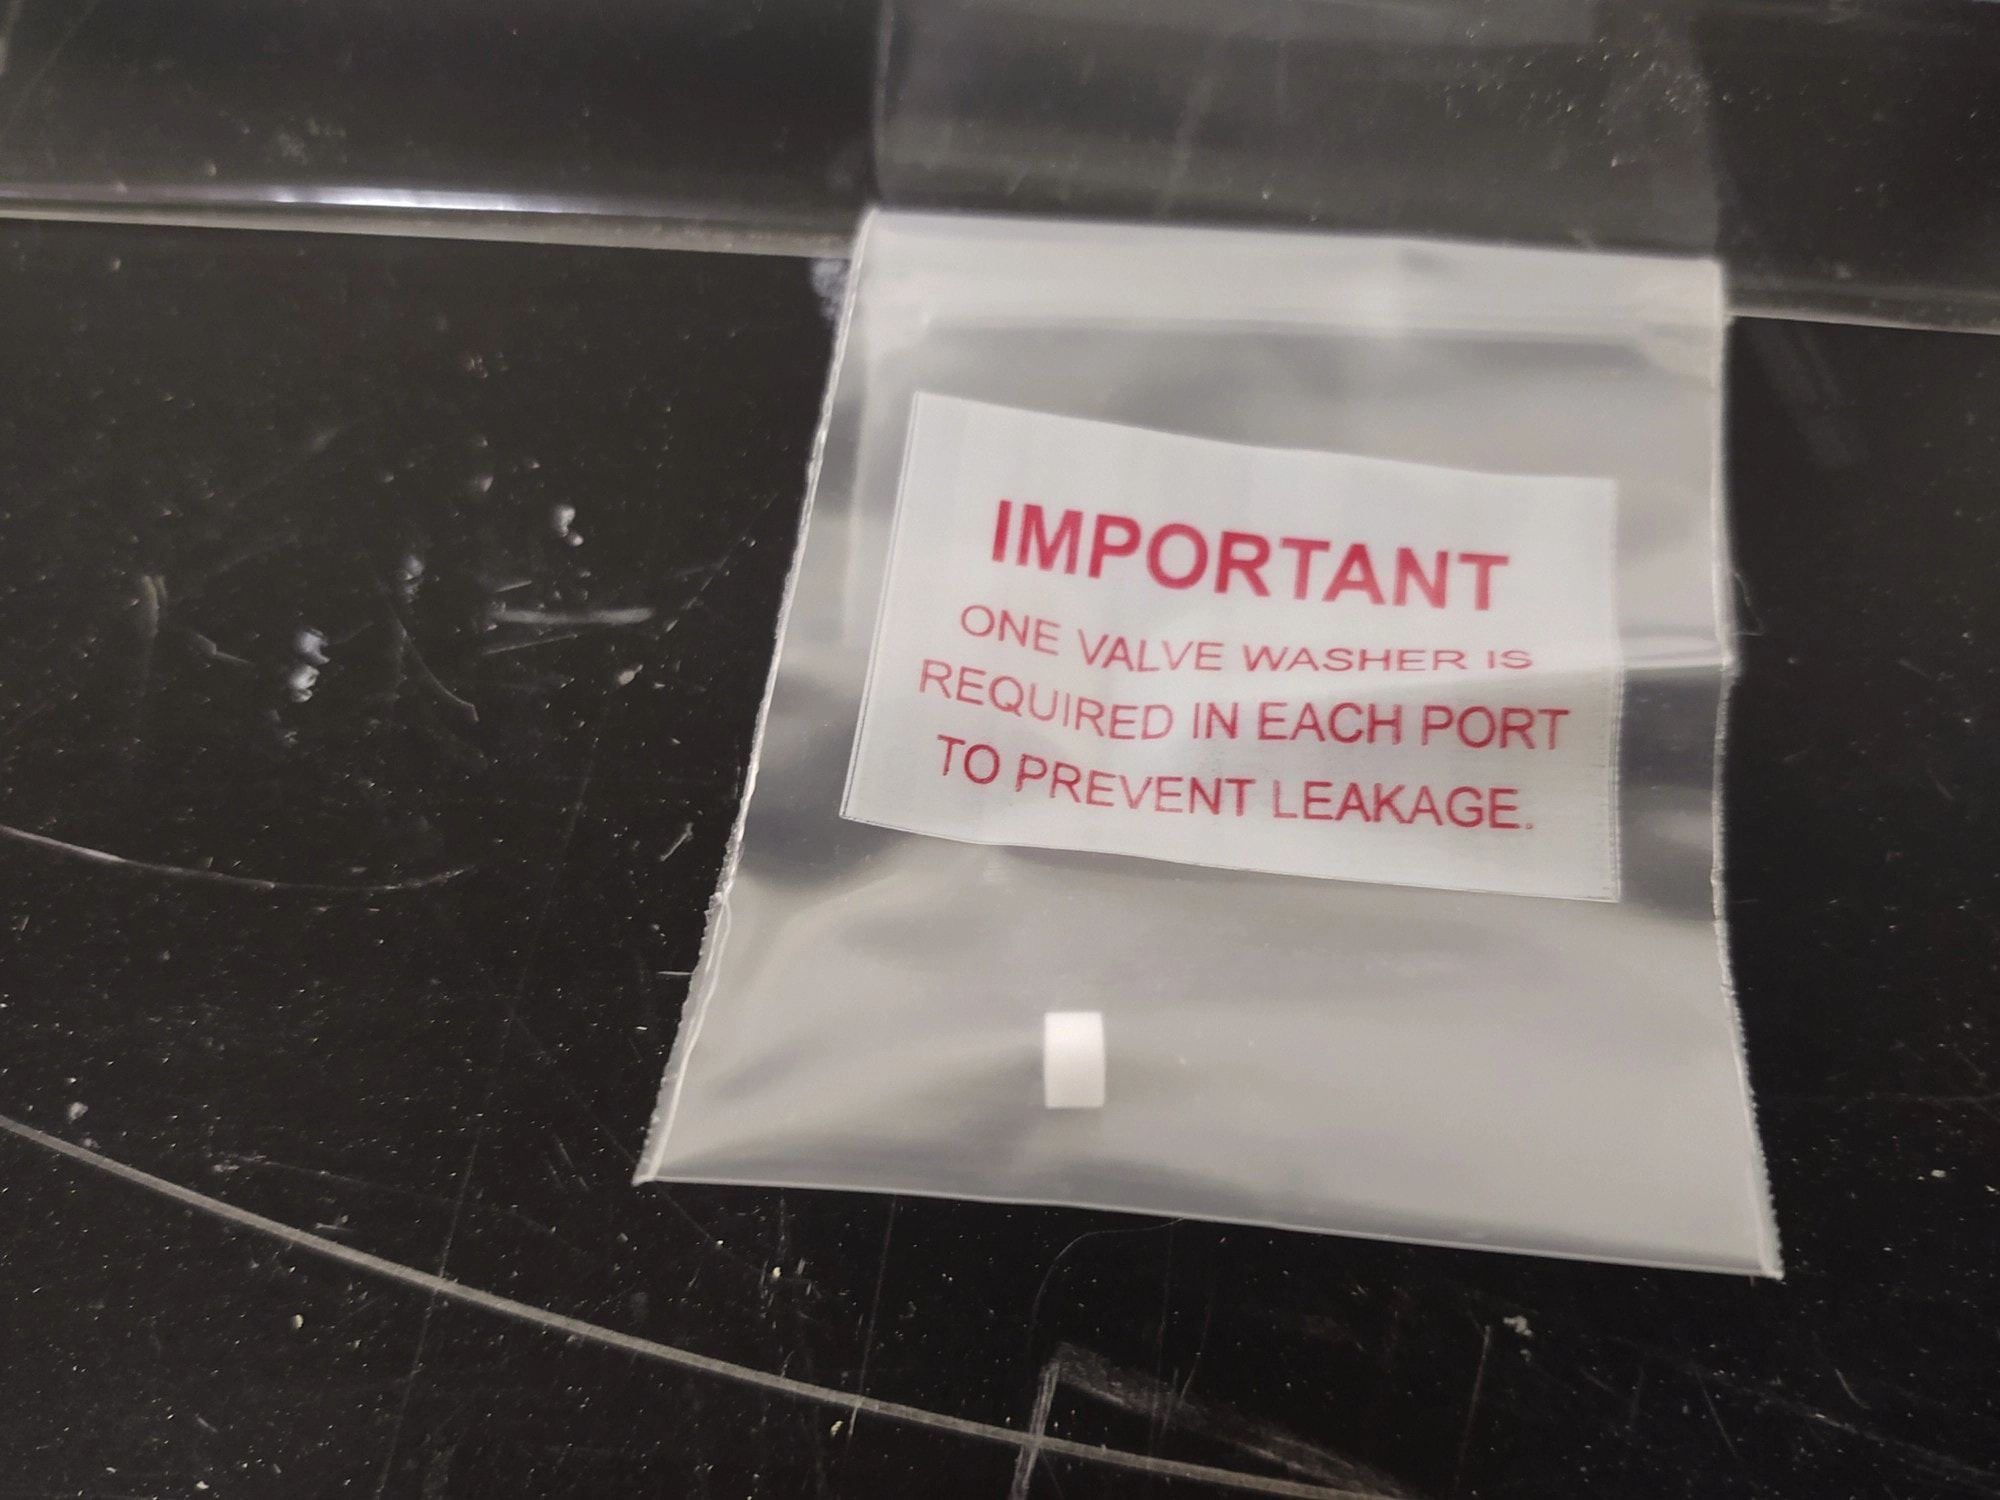 IMPORTANT
ONE VALVE WASHER IS
REQUIRED IN EACH PORT
TO PREVENT LEAKAGE.